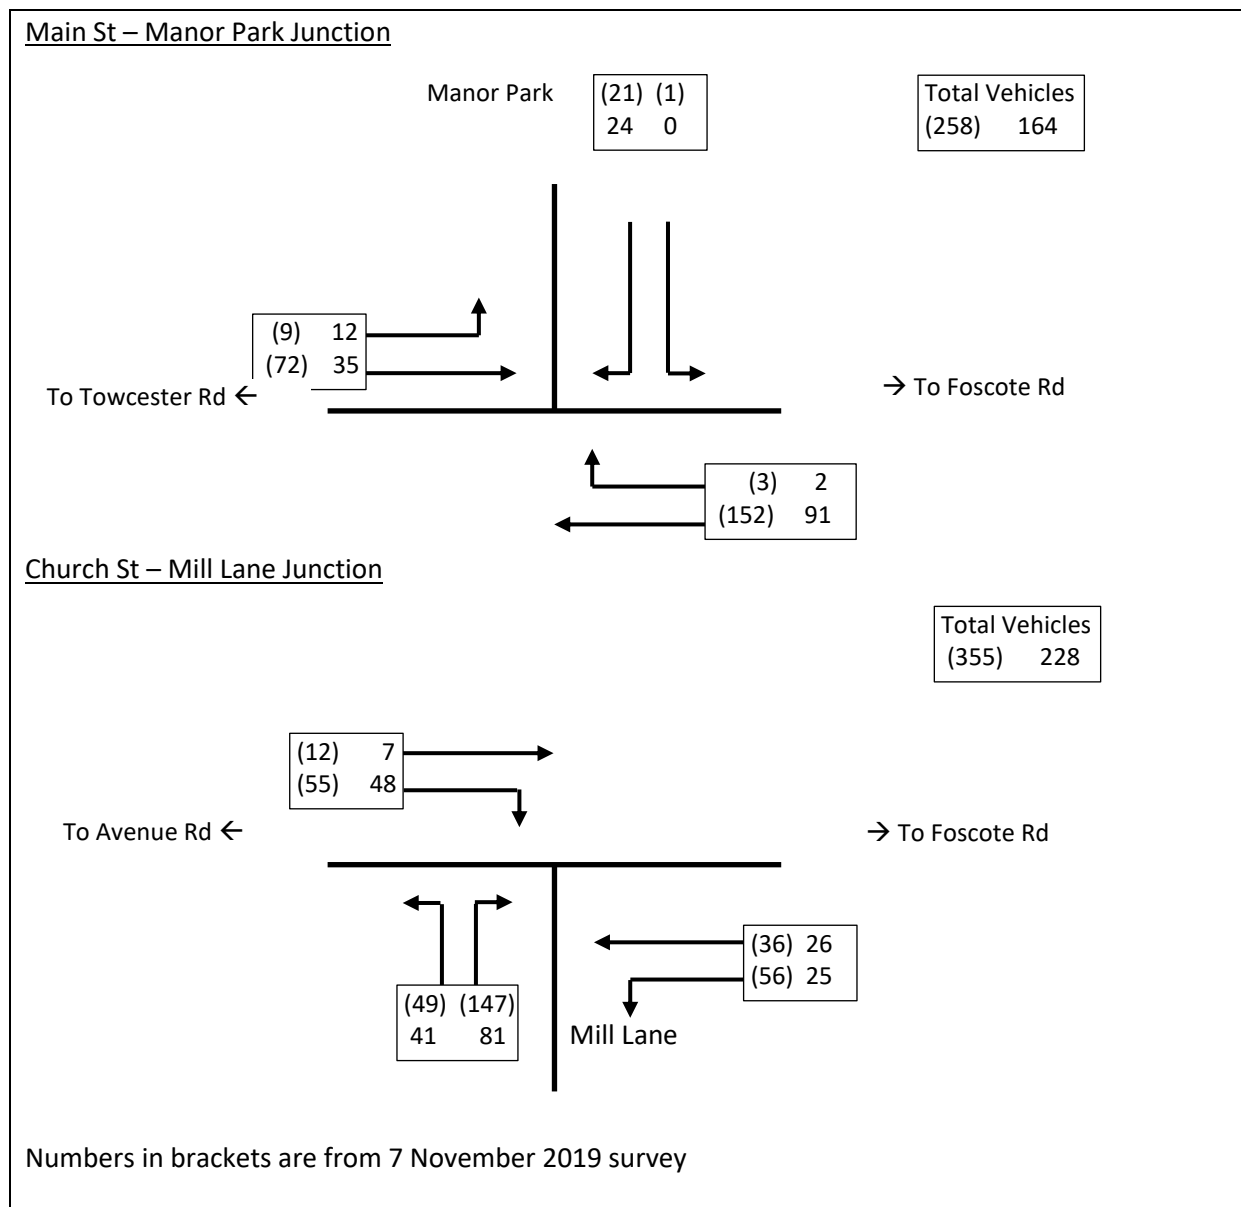 Main St – Manor Park Junction
Manor Park
(21) (1)
24 0
Total Vehicles
(258) 164
(9) 12
(72) 35
To Towcester Rd ←
→ To Foscote Rd
(3) 2
(152) 91
Church St – Mill Lane Junction
Total Vehicles
(355) 228
(12) 7
(55) 48
To Avenue Rd ←
→ To Foscote Rd
(36) 26
(56) 25
(49) (147)
41 81
Mill Lane
Numbers in brackets are from 7 November 2019 survey